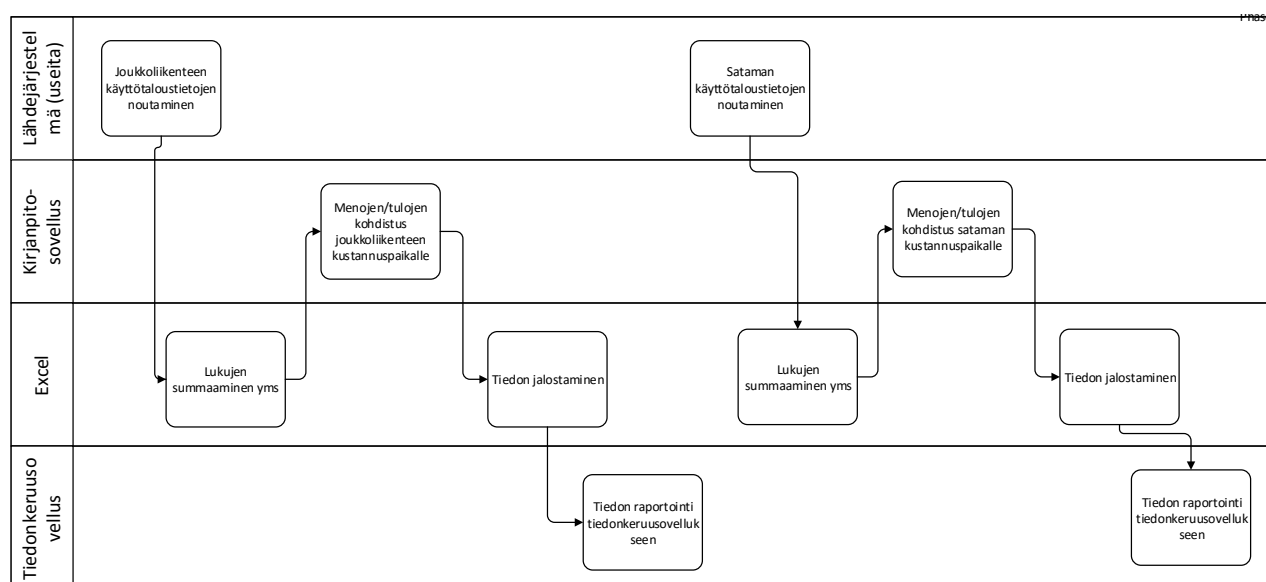 Lähdejärjestel
mä (useita)
Joukkoliikenteen
käyttötaloustietojen
noutaminen
Sataman
käyttötaloustietojen
noutaminen
Kirjanpito-
sovellus
Menojen/tulojen
kohdistus
joukkoliikenteen
kustannuspaikalle
Menojen/tulojen
kohdistus sataman
kustannuspaikalle
Excel
Lukujen
summaaminen yms
Tiedon jalostaminen
Lukujen
summaaminen yms
Tiedon jalostaminen
Tiedonkeruuso
vellus
Tiedon raportointi
tiedonkeruusovelluk
seen
Tiedon raportointi
tiedonkeruusovelluk
seen